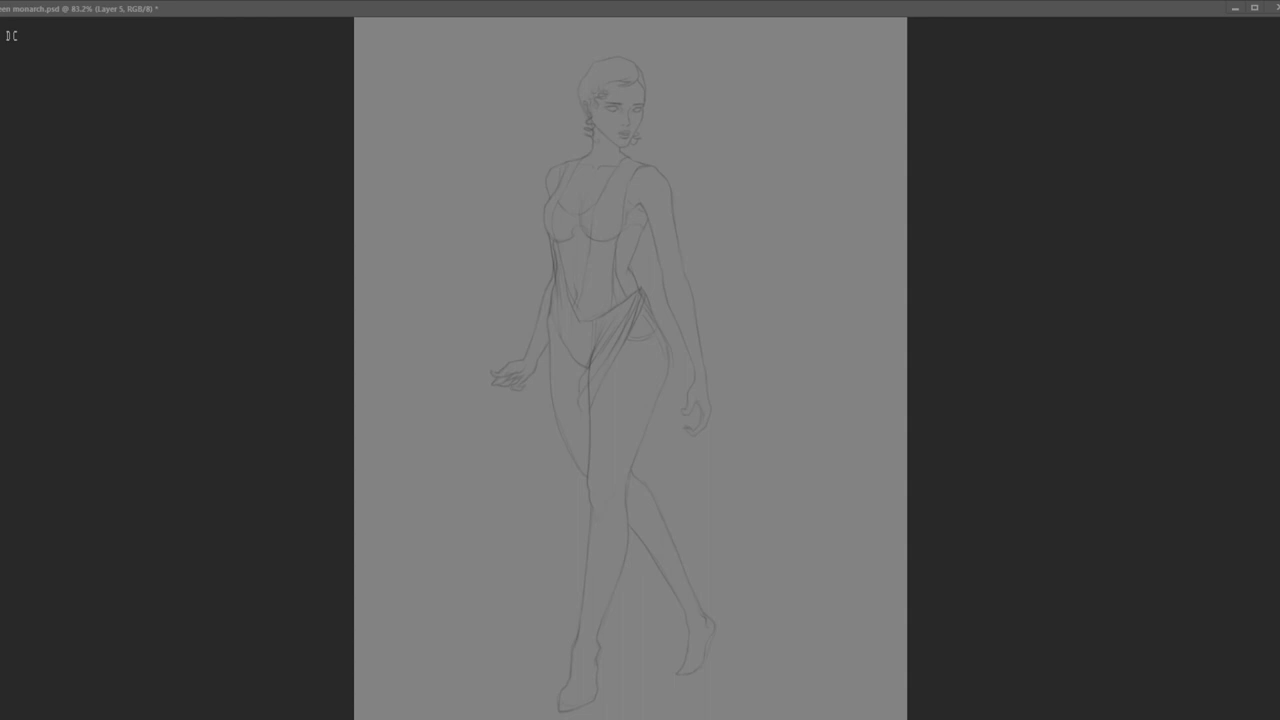 een monarch.psd @ 83.2% (Layer 5, RGB/8) *
D C